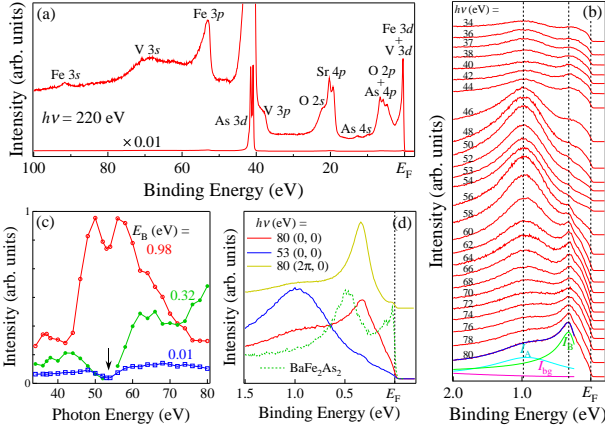 (a)
Fe 3s
V 3s
Fe 3p
As 3d
V 3p
O 2s
Sr 4p
As 4s
O 2p
+
As 4p
Fe 3d
+
V 3d
hν = 220 eV
×0.01
Intensity (arb. units)
100 80 60 40 20 E_F
Binding Energy (eV)
(b)
hν (eV) =
34
36
38
40
42
44
46
48
50
52
53
54
55
56
58
60
62
64
66
68
70
72
74
76
78
80
I_A
I_B
I_bg
Intensity (arb. units)
2.0 1.0 E_F
Binding Energy (eV)
(c)
E_B (eV) =
0.98
0.32
0.01
Intensity (arb. units)
1
0
40 50 60 70 80
Photon Energy (eV)
(d)
hν (eV) =
80 (0, 0)
53 (0, 0)
80 (2π, 0)
BaFe₂As₂
Intensity (arb. units)
1.5 1.0 0.5 E_F
Binding Energy (eV)